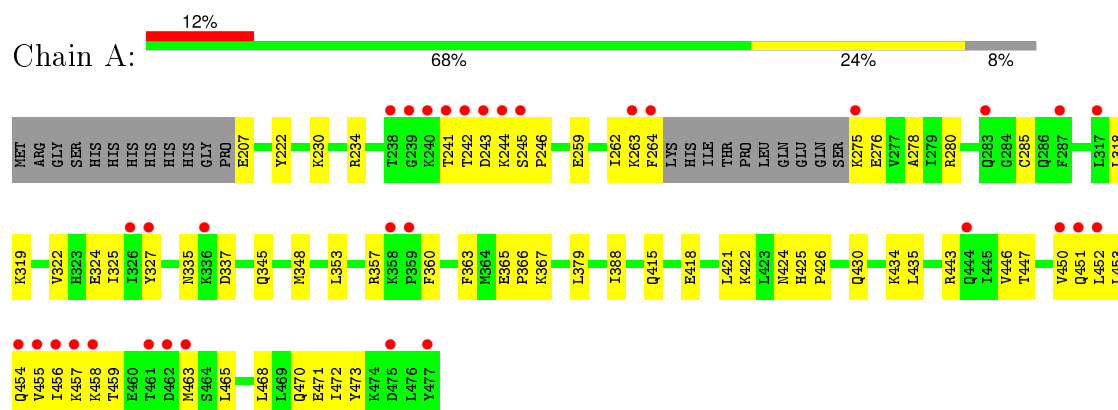 12%
Chain A:
68% 24% 8%
MET ARG GLY SER HIS HIS HIS HIS HIS HIS GLY PRO E207 Y222 K230 R234 T238 G239 K240 T241 T242 D243 K244 S245 P246 E259 I262 K263 F264 LYS HIS ILE THR PRO LEU GLN GLU GLN SER K275 E276 V277 A278 I279 R280 Q283 G284 C285 Q286 F287 L317 L318
K319 V322 H323 E324 I325 I326 Y327 N335 K336 D337 Q345 M348 L353 R357 K358 P359 F360 F363 M364 E365 P366 K367 L379 I388 Q415 E418 L421 K422 L423 N424 H425 P426 Q430 K434 L435 R443 Q444 I445 V446 T447 V450 Q451 L452 L453
Q454 V455 I456 K457 K458 T459 E460 T461 D462 M463 S464 L465 L468 L469 Q470 E471 I472 Y473 K474 D475 L476 Y477